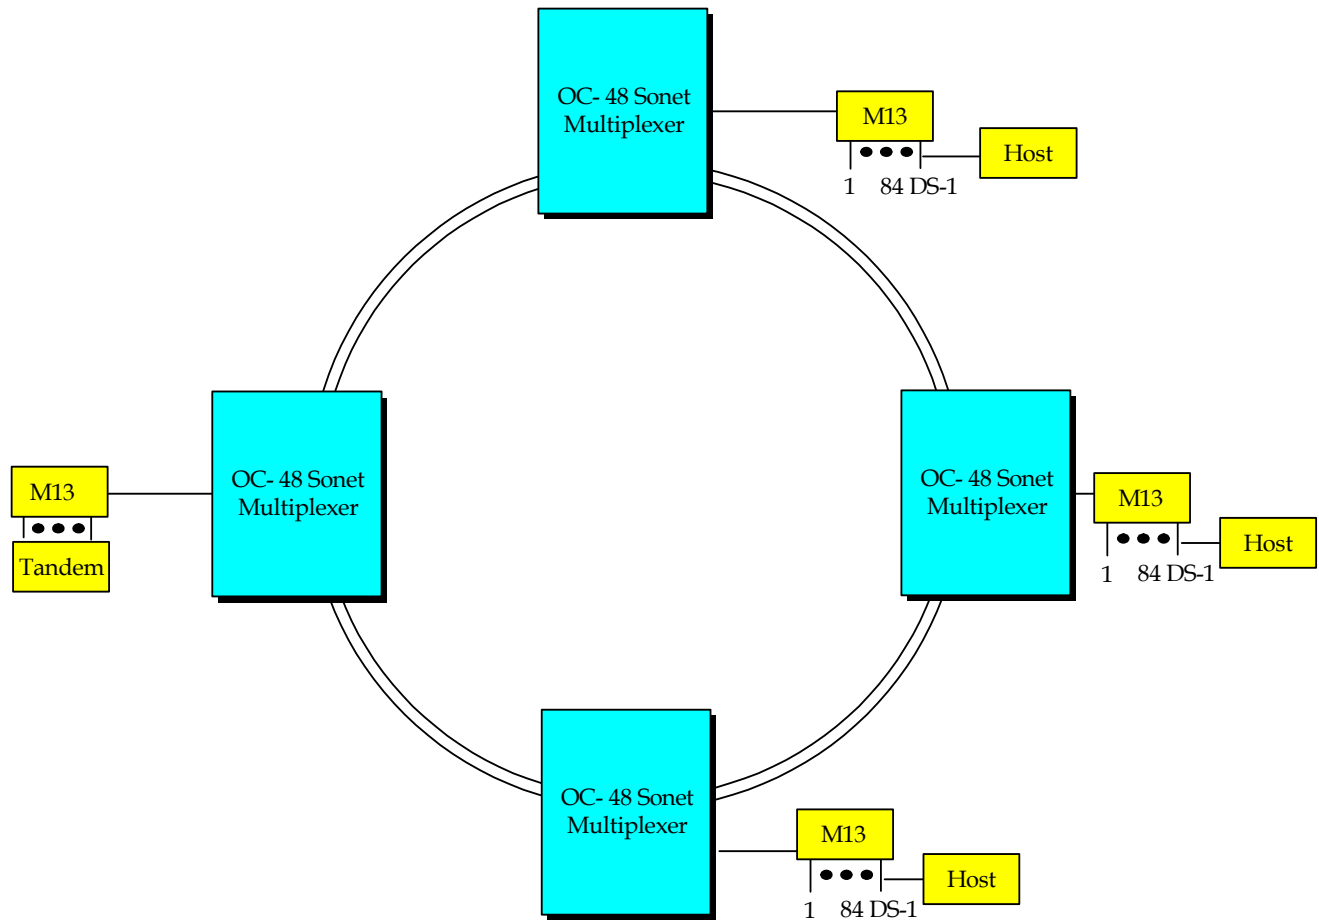 OC- 48 Sonet
Multiplexer
M13
Host
1 84 DS-1
OC- 48 Sonet
Multiplexer
M13
Tandem
OC- 48 Sonet
Multiplexer
M13
Host
1 84 DS-1
OC- 48 Sonet
Multiplexer
M13
Host
1 84 DS-1